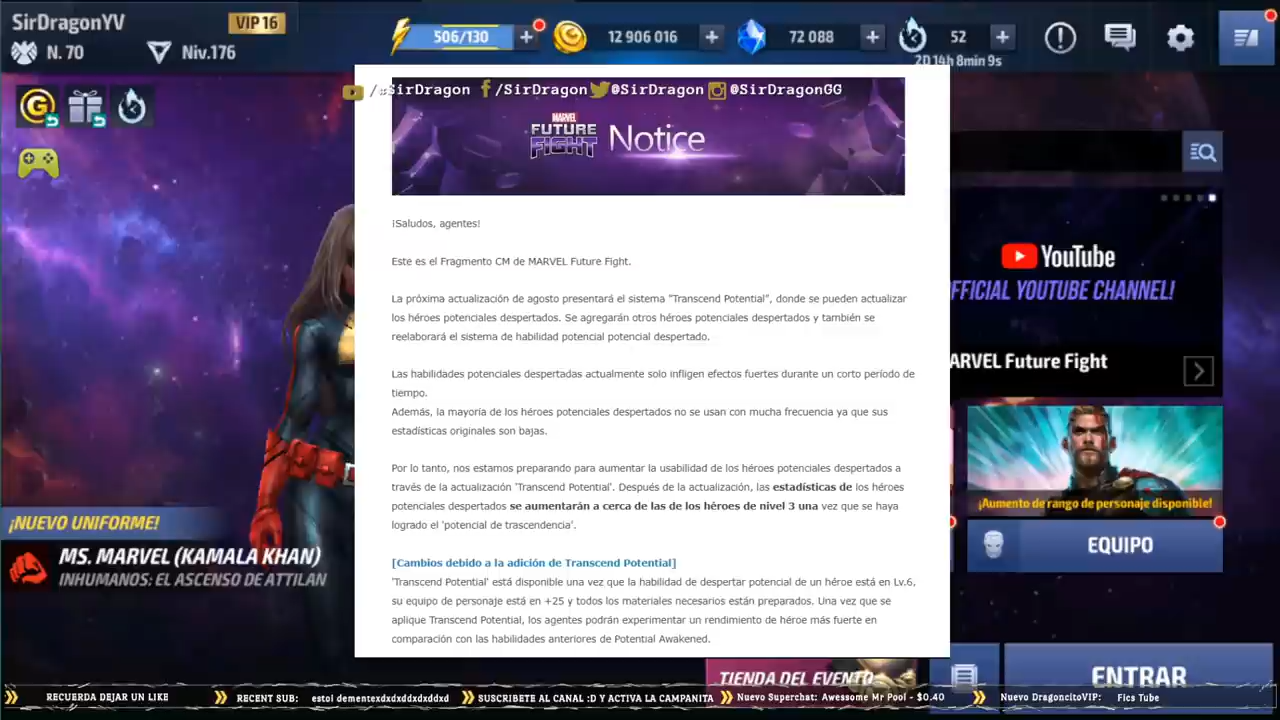 SirDragonYV
VIP 16
N. 70
Niv.176
506/130
12 906 016
72 088
52
2D 14h 8min 9s
/SirDragon /SirDragon @SirDragon @SirDragonGG
MARVEL
FUTURE
FIGHT
Notice
¡Saludos, agentes!
Este es el Fragmento CM de MARVEL Future Fight.
La próxima actualización de agosto presentará el sistema "Transcend Potential", donde se pueden actualizar
los héroes potenciales despertados. Se agregarán otros héroes potenciales despertados y también se
reelaborará el sistema de habilidad potencial potencial despertado.
Las habilidades potenciales despertadas actualmente solo infligen efectos fuertes durante un corto período de
tiempo.
Además, la mayoría de los héroes potenciales despertados no se usan con mucha frecuencia ya que sus
estadísticas originales son bajas.
Por lo tanto, nos estamos preparando para aumentar la usabilidad de los héroes potenciales despertados a
través de la actualización 'Transcend Potential'. Después de la actualización, las estadísticas de los héroes
potenciales despertados se aumentarán a cerca de las de los héroes de nivel 3 una vez que se haya
logrado el 'potencial de trascendencia'.
[Cambios debido a la adición de Transcend Potential]
'Transcend Potential' está disponible una vez que la habilidad de despertar potencial de un héroe está en Lv.6,
su equipo de personaje está en +25 y todos los materiales necesarios están preparados. Una vez que se
aplique Transcend Potential, los agentes podrán experimentar un rendimiento de héroe más fuerte en
comparación con las habilidades anteriores de Potential Awakened.
YouTube
FFICIAL YOUTUBE CHANNEL!
ARVEL Future Fight
¡Aumento de rango de personaje disponible!
EQUIPO
¡NUEVO UNIFORME!
MS. MARVEL (KAMALA KHAN)
INHUMANOS: EL ASCENSO DE ATTILAN
TIENDA DEL EVENTO
ENTRAR
RECUERDA DEJAR UN LIKE
RECENT SUB: estoi dementexdxdxdxdxdxd
SUSCRIBETE AL CANAL :D Y ACTIVA LA CAMPANITA
Nuevo Superchat: Awesome Mr Pool - $0.40
Nuevo DragoncitoVIP: Fics Tube